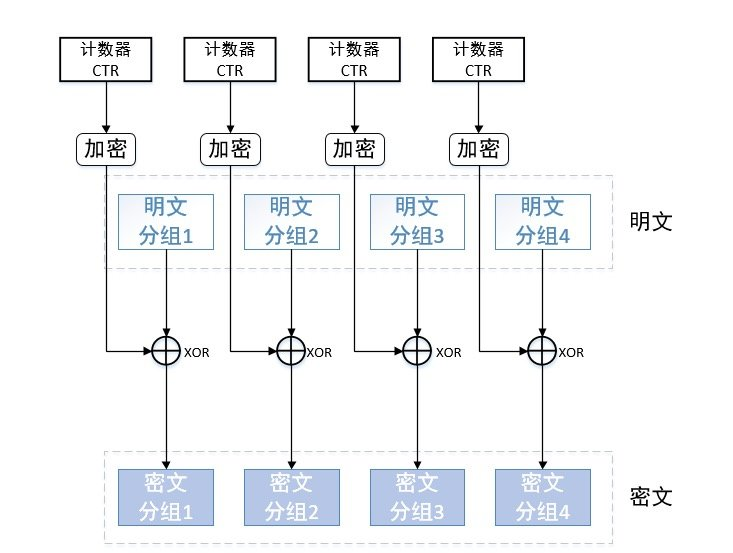 计数器
CTR
计数器
CTR
计数器
CTR
计数器
CTR
加密
加密
加密
加密
明文
分组1
明文
分组2
明文
分组3
明文
分组4
明文
XOR
XOR
XOR
XOR
密文
分组1
密文
分组2
密文
分组3
密文
分组4
密文